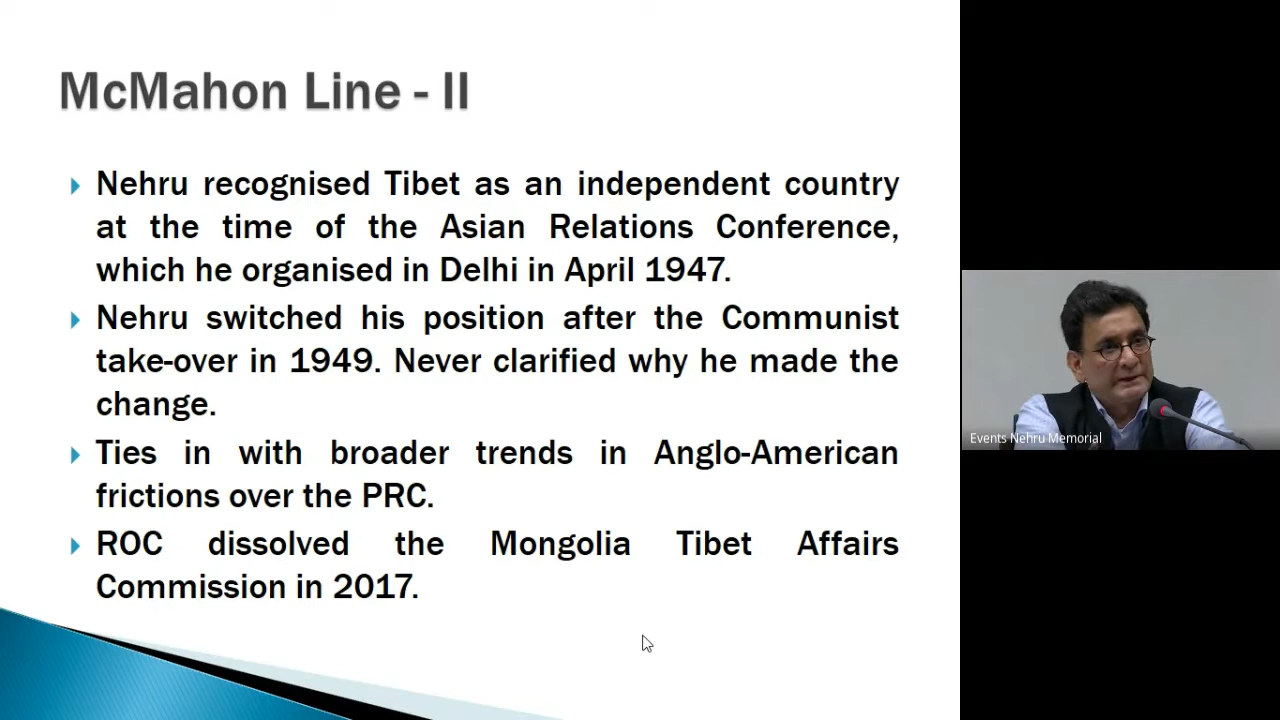 McMahon Line - II
Nehru recognised Tibet as an independent country
at the time of the Asian Relations Conference,
which he organised in Delhi in April 1947.
Nehru switched his position after the Communist
take-over in 1949. Never clarified why he made the
change.
Ties in with broader trends in Anglo-American
frictions over the PRC.
ROC dissolved the Mongolia Tibet Affairs
Commission in 2017.
Events Nehru Memorial